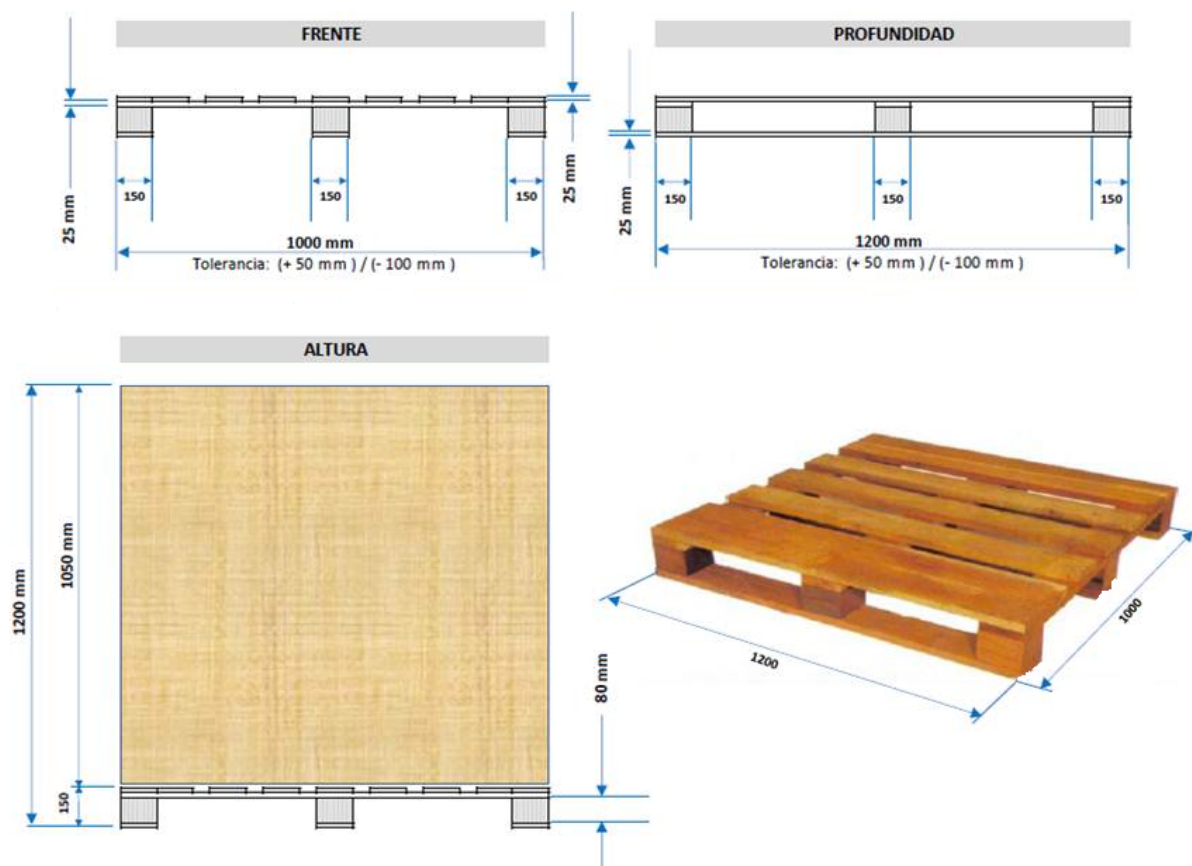 FRENTE
PROFUNDIDAD
25 mm
150
150
150
25 mm
1000 mm
Tolerancia: (+ 50 mm ) / (- 100 mm )
25 mm
150
150
150
1200 mm
Tolerancia: (+ 50 mm ) / (- 100 mm )
ALTURA
1200 mm
1050 mm
150
80 mm
1200
1000